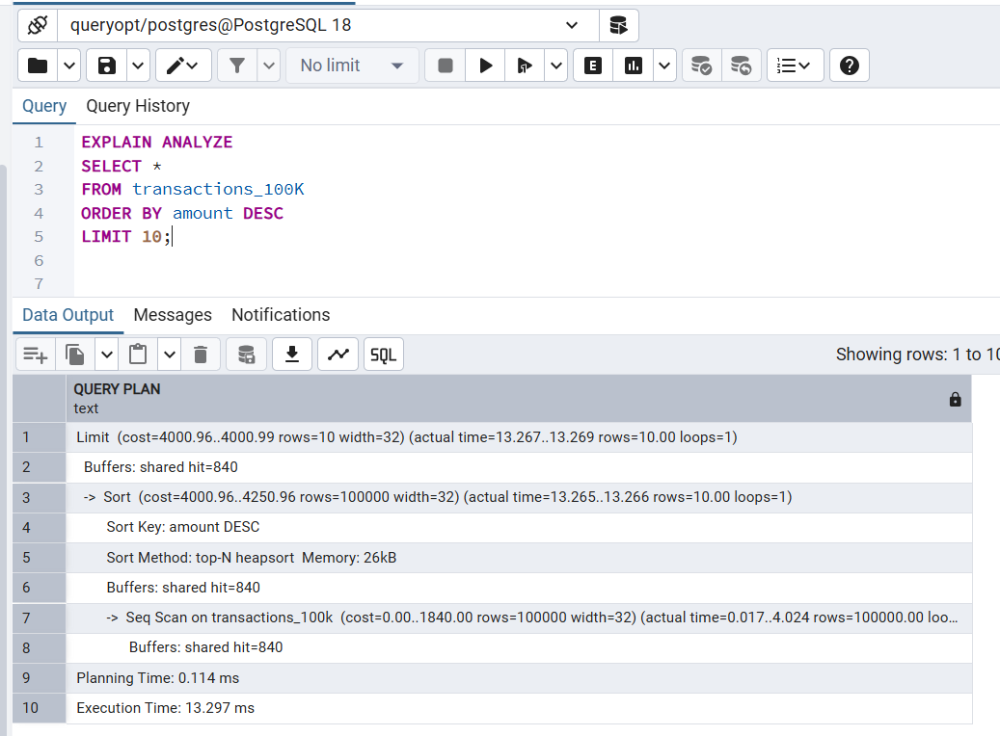 queryopt/postgres@PostgreSQL 18
No limit
E
Query Query History
1 EXPLAIN ANALYZE
2 SELECT *
3 FROM transactions_100K
4 ORDER BY amount DESC
5 LIMIT 10;
6
7
Data Output Messages Notifications
SQL Showing rows: 1 to 10
QUERY PLAN
text
1 Limit (cost=4000.96..4000.99 rows=10 width=32) (actual time=13.267..13.269 rows=10.00 loops=1)
2 Buffers: shared hit=840
3 -> Sort (cost=4000.96..4250.96 rows=100000 width=32) (actual time=13.265..13.266 rows=10.00 loops=1)
4 Sort Key: amount DESC
5 Sort Method: top-N heapsort Memory: 26kB
6 Buffers: shared hit=840
7 -> Seq Scan on transactions_100k (cost=0.00..1840.00 rows=100000 width=32) (actual time=0.017..4.024 rows=100000.00 loo...
8 Buffers: shared hit=840
9 Planning Time: 0.114 ms
10 Execution Time: 13.297 ms